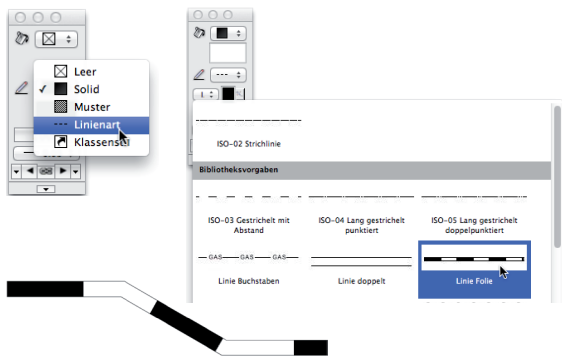 Leer
Solid
Muster
Linienart
ISO-02 Strichlinie
Bibliotheksvorgaben
ISO-03 Gestrichelt mit Abstand
ISO-04 Lang gestrichelt punktiert
ISO-05 Lang gestrichelt doppelpunktiert
GAS GAS GAS
Linie Buchstaben
Linie doppelt
Linie Folie